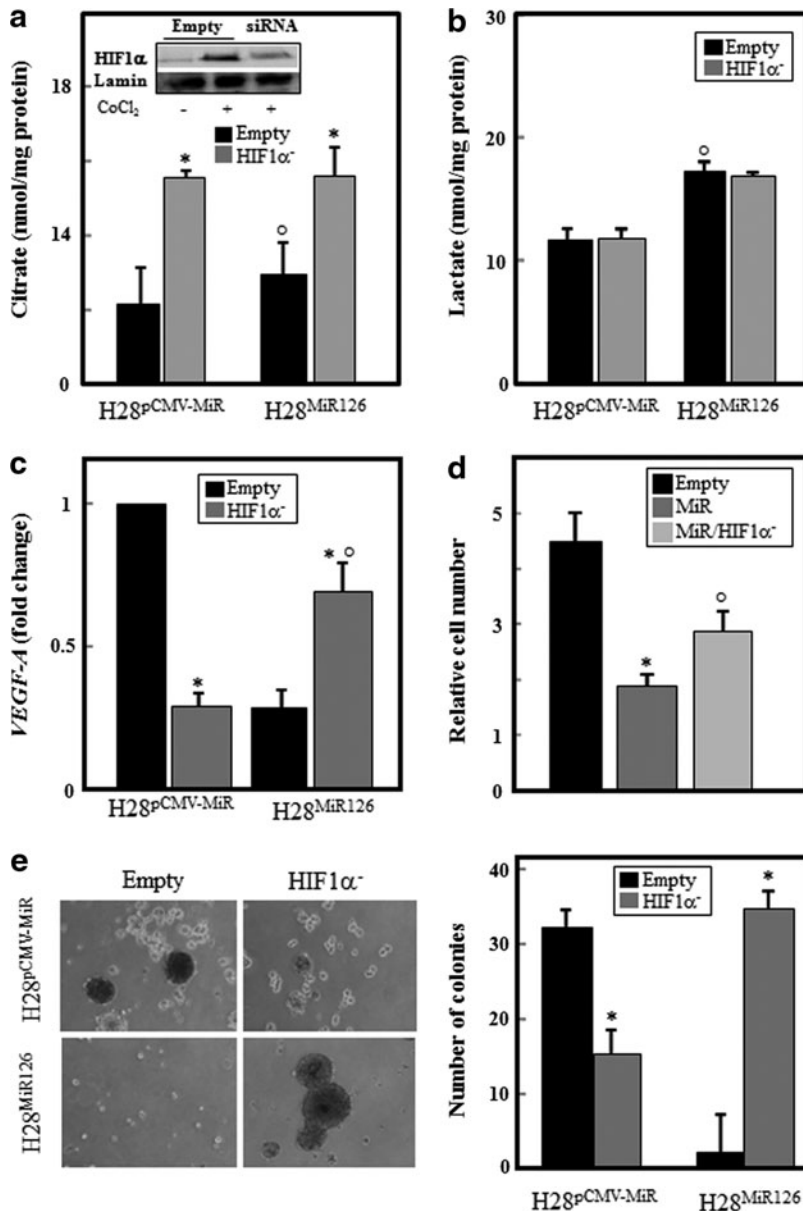 a
Empty siRNA
HIF1α
Lamin
CoCl₂ - + +
Empty
HIF1α⁻
Citrate (nmol/mg protein)
18
14
0
* ○ *
H28ᵖᶜᴹⱽ⁻ᴹⁱᴿ H28ᴹⁱᴿ¹²⁶
b
Empty
HIF1α⁻
Lactate (nmol/mg protein)
30
20
10
0
○
H28ᵖᶜᴹⱽ⁻ᴹⁱᴿ H28ᴹⁱᴿ¹²⁶
c
Empty
HIF1α⁻
VEGF-A (fold change)
1
0.5
0
* * ○
H28ᵖᶜᴹⱽ⁻ᴹⁱᴿ H28ᴹⁱᴿ¹²⁶
d
Empty
MiR
MiR/HIF1α⁻
Relative cell number
5
3
1
* ○
e
Empty HIF1α⁻
H28ᵖᶜᴹⱽ⁻ᴹⁱᴿ
H28ᴹⁱᴿ¹²⁶
Empty
HIF1α⁻
Number of colonies
40
30
20
10
0
* *
H28ᵖᶜᴹⱽ⁻ᴹⁱᴿ H28ᴹⁱᴿ¹²⁶